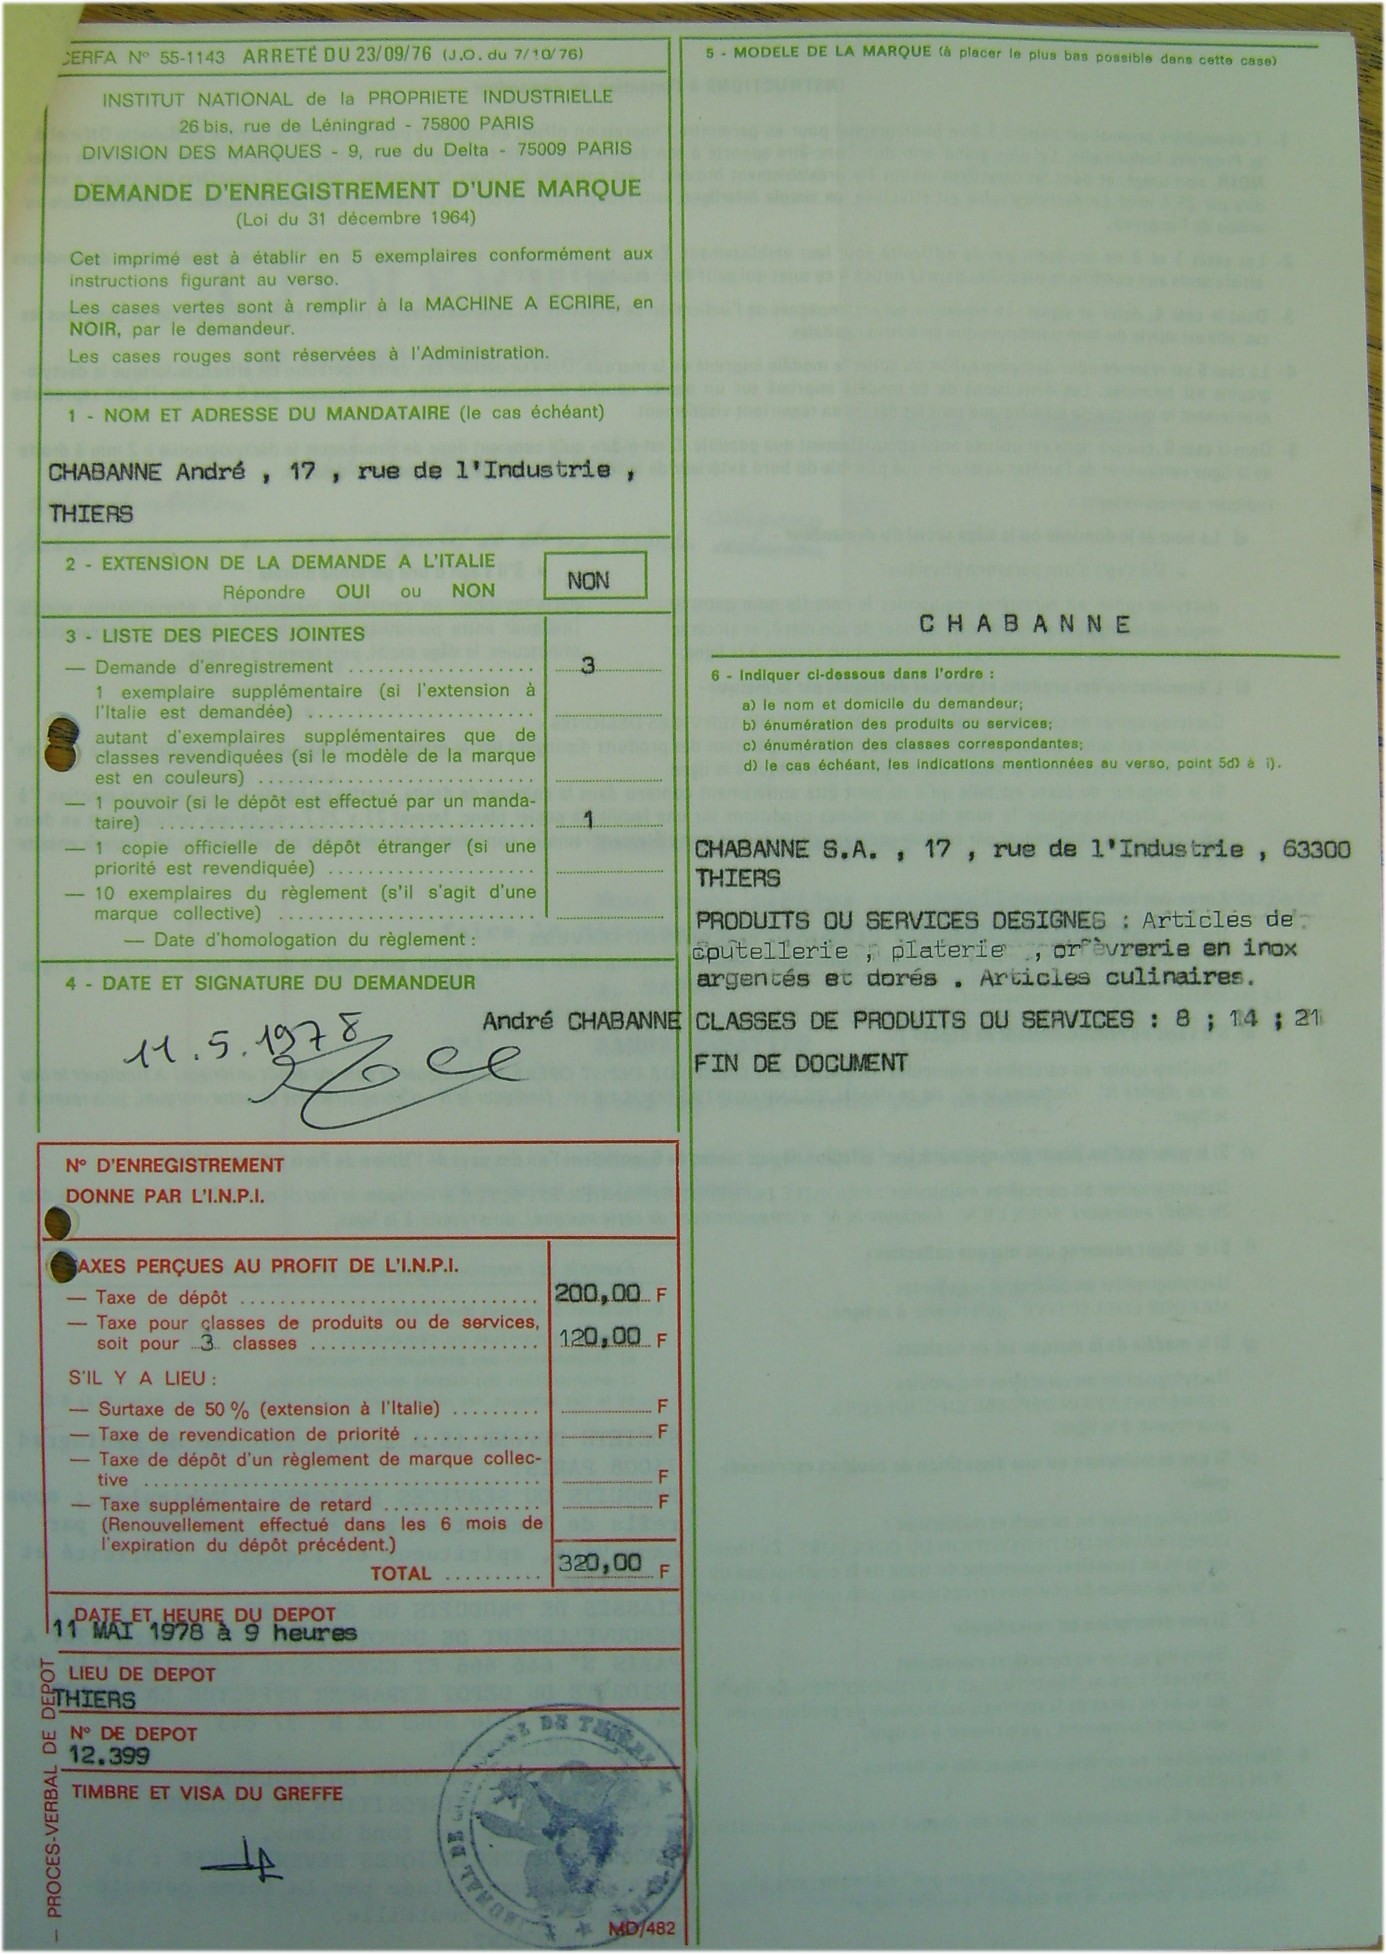 CERFA N° 55-1143 ARRETÉ DU 23/09/76 (J.O. du 7/10/76)
INSTITUT NATIONAL de la PROPRIETE INDUSTRIELLE
26 bis, rue de Léningrad - 75800 PARIS
DIVISION DES MARQUES - 9, rue du Delta - 75009 PARIS
DEMANDE D'ENREGISTREMENT D'UNE MARQUE
(Loi du 31 décembre 1964)
Cet imprimé est à établir en 5 exemplaires conformément aux
instructions figurant au verso.
Les cases vertes sont à remplir à la MACHINE A ECRIRE, en
NOIR, par le demandeur.
Les cases rouges sont réservées à l'Administration.
1 - NOM ET ADRESSE DU MANDATAIRE (le cas échéant)
CHABANNE André , 17 , rue de l'Industrie ,
THIERS
2 - EXTENSION DE LA DEMANDE A L'ITALIE
Répondre OUI ou NON
NON
3 - LISTE DES PIECES JOINTES
— Demande d'enregistrement .................... 3
1 exemplaire supplémentaire (si l'extension à
l'Italie est demandée) ....................
autant d'exemplaires supplémentaires que de
classes revendiquées (si le modèle de la marque
est en couleurs) ....................
— 1 pouvoir (si le dépôt est effectué par un manda-
taire) .................... 1
— 1 copie officielle de dépôt étranger (si une
priorité est revendiquée) ....................
— 10 exemplaires du règlement (s'il s'agit d'une
marque collective) ....................
— Date d'homologation du règlement :
4 - DATE ET SIGNATURE DU DEMANDEUR
11.5.1978
André CHABANNE
N° D'ENREGISTREMENT
DONNE PAR L'I.N.P.I.
TAXES PERÇUES AU PROFIT DE L'I.N.P.I.
— Taxe de dépôt .................... 200,00 F
— Taxe pour classes de produits ou de services,
soit pour 3 classes .................... 120,00 F
S'IL Y A LIEU :
— Surtaxe de 50 % (extension à l'Italie) ......... F
— Taxe de revendication de priorité ............. F
— Taxe de dépôt d'un règlement de marque collec-
tive .................... F
— Taxe supplémentaire de retard ................ F
(Renouvellement effectué dans les 6 mois de
l'expiration du dépôt précédent.)
TOTAL .......... 320,00 F
DATE ET HEURE DU DEPOT
11 MAI 1978 à 9 heures
LIEU DE DEPOT
THIERS
N° DE DEPOT
12.399
TIMBRE ET VISA DU GREFFE
— PROCES-VERBAL DE DEPOT
DE THIERS
MD/482
5 - MODELE DE LA MARQUE (à placer le plus bas possible dans cette case)
CHABANNE
6 - Indiquer ci-dessous dans l'ordre :
a) le nom et domicile du demandeur;
b) énumération des produits ou services;
c) énumération des classes correspondantes;
d) le cas échéant, les indications mentionnées au verso, point 5d) à i).
CHABANNE S.A. , 17 , rue de l'Industrie , 63300
THIERS
PRODUITS OU SERVICES DESIGNES : Articles de
coutellerie , platerie , orfèvrerie en inox
argentés et dorés . Articles culinaires.
CLASSES DE PRODUITS OU SERVICES : 8 ; 14 ; 21
FIN DE DOCUMENT